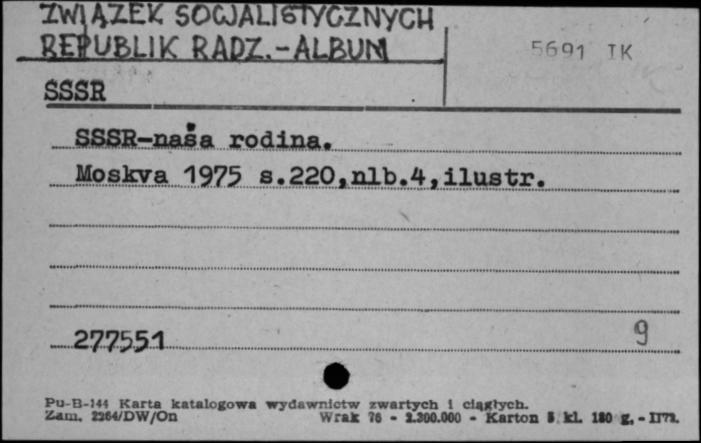 ZWIĄZEK SOCJALISTYCZNYCH
REPUBLIK RADZ.-ALBUM
5691 IK
SSSR
SSSR-naša rodina.
Moskva 1975 s.220,nlb.4,ilustr.
277551
9
Pu-B-144 Karta katalogowa wydawnictw zwartych i ciągłych.
Zam. 2264/DW/On Wrak 76 - 2.300.000 - Karton 5 kl. 180 g. - II72.